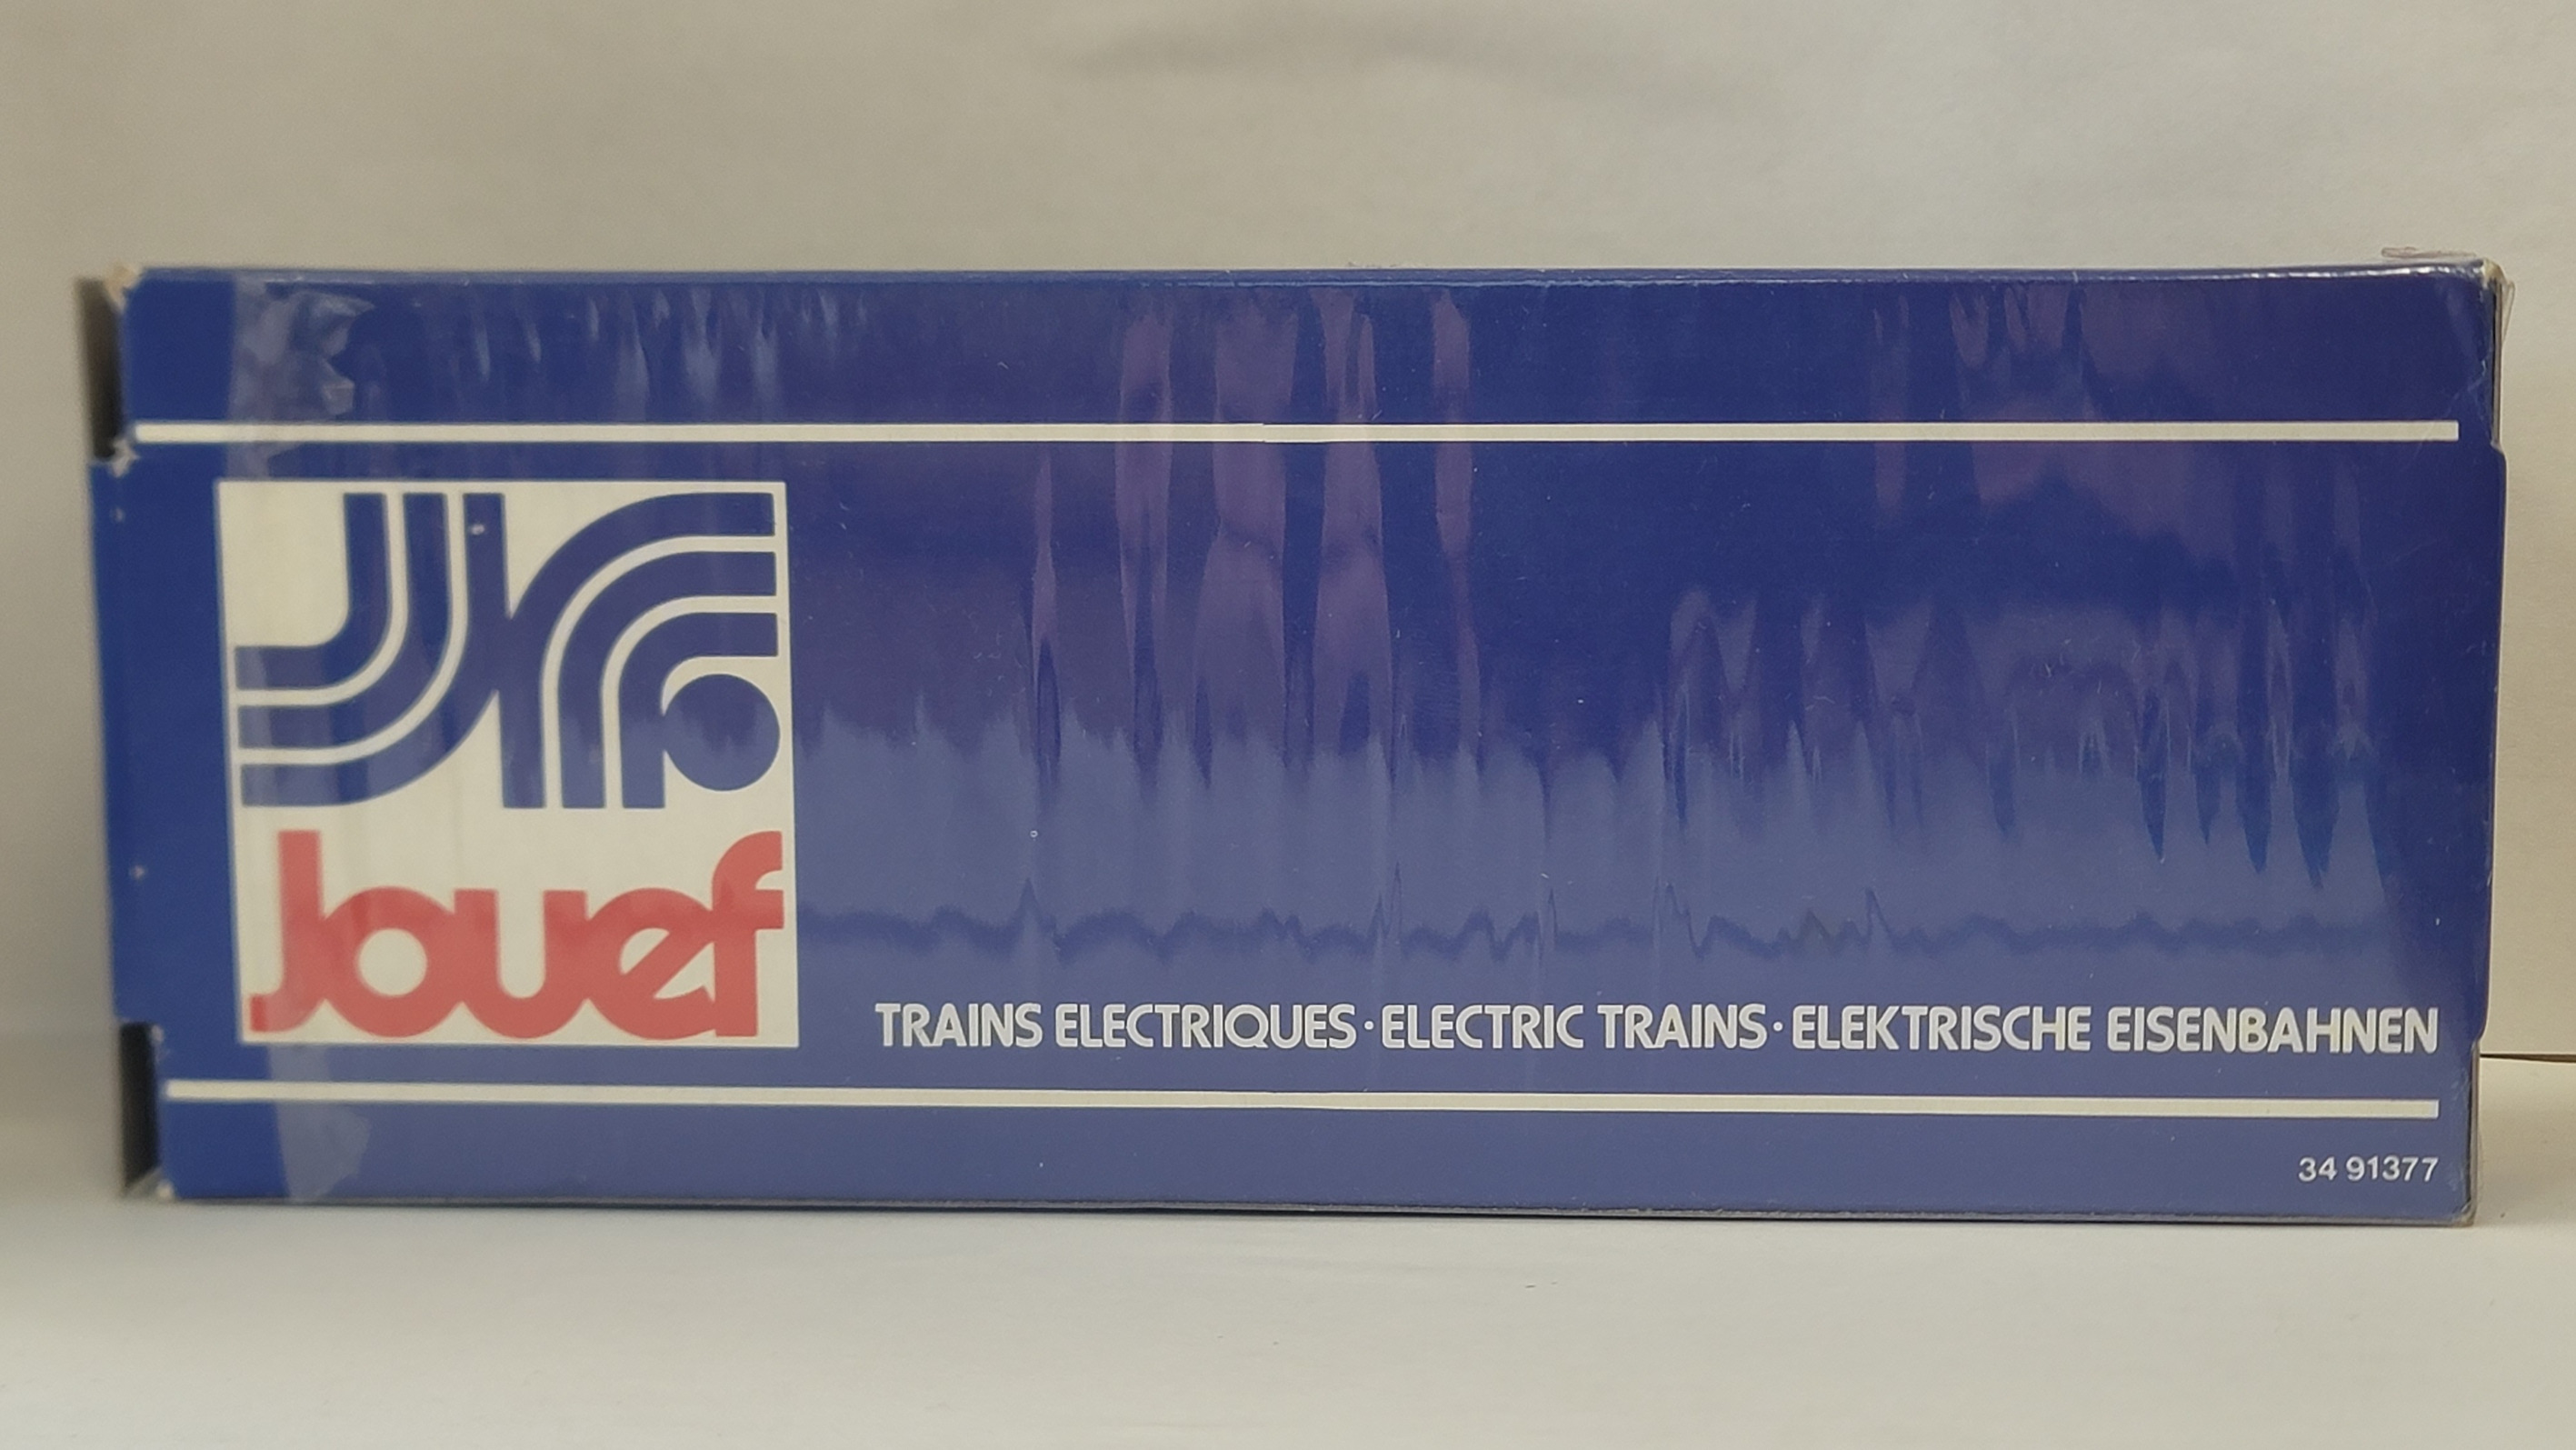 Jouef
TRAINS ELECTRIQUES · ELECTRIC TRAINS · ELEKTRISCHE EISENBAHNEN
34 91377